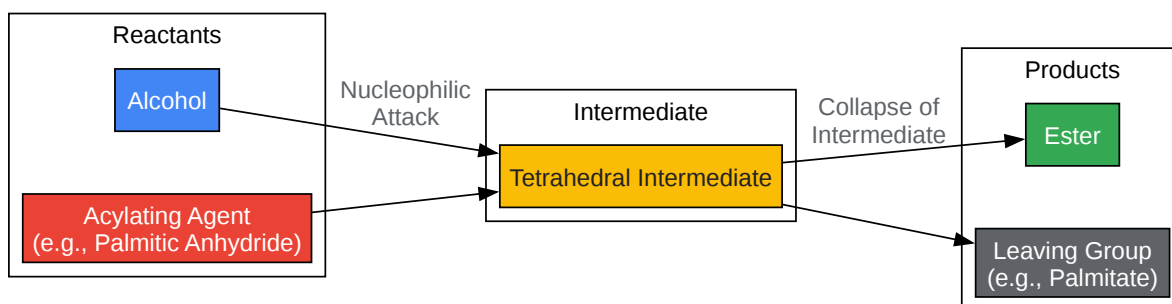 Reactants
Alcohol
Acylating Agent
(e.g., Palmitic Anhydride)
Nucleophilic
Attack
Intermediate
Tetrahedral Intermediate
Collapse of
Intermediate
Products
Ester
Leaving Group
(e.g., Palmitate)